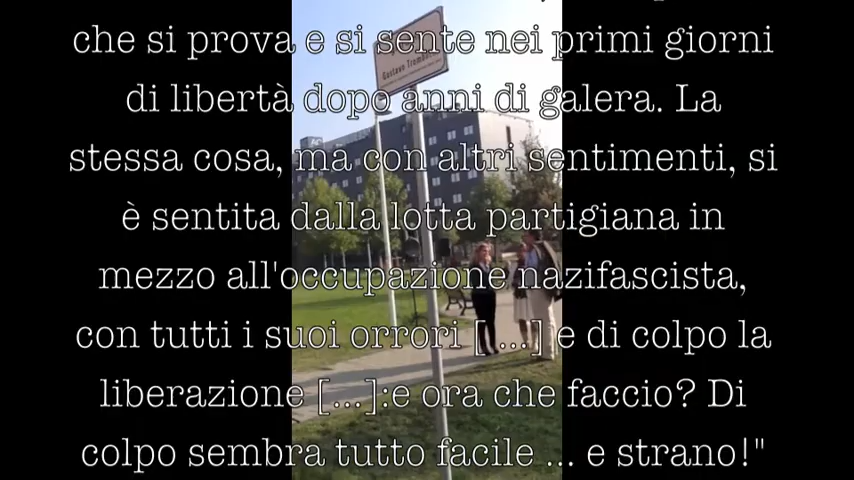 che si prova e si sente nei primi giorni
di libertà dopo anni di galera. La
stessa cosa, ma con altri sentimenti, si
è sentita dalla lotta partigiana in
mezzo all'occupazione nazifascista,
con tutti i suoi orrori [ ...] e di colpo la
liberazione [...]:e ora che faccio? Di
colpo sembra tutto facile ... e strano!"
Gustavo